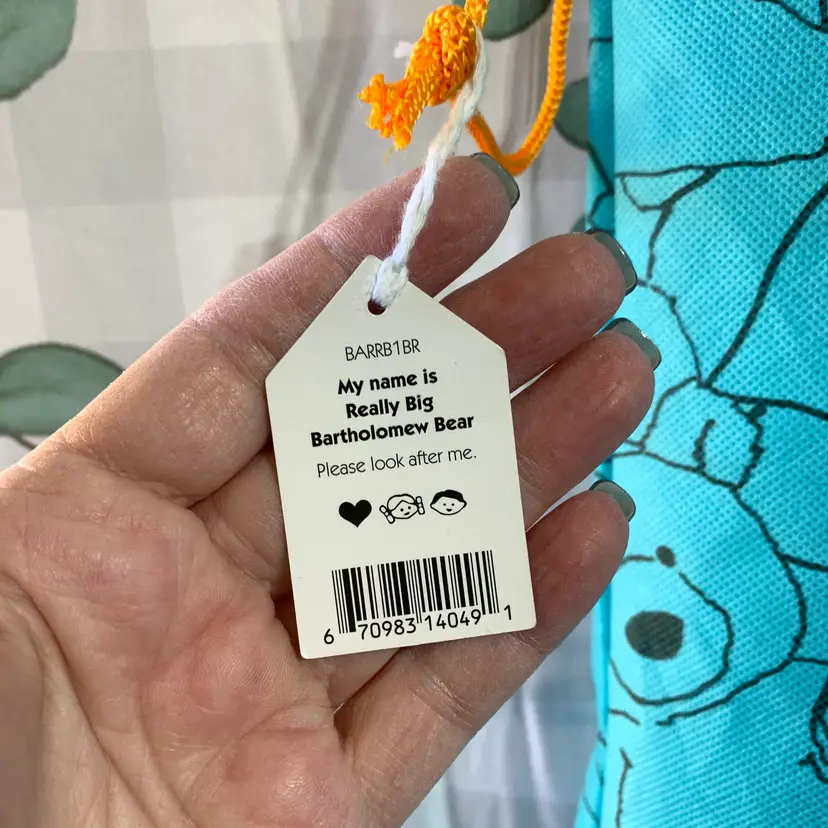 BARRB1BR
My name is
Really Big
Bartholomew Bear
Please look after me.
6 70983 14049 1